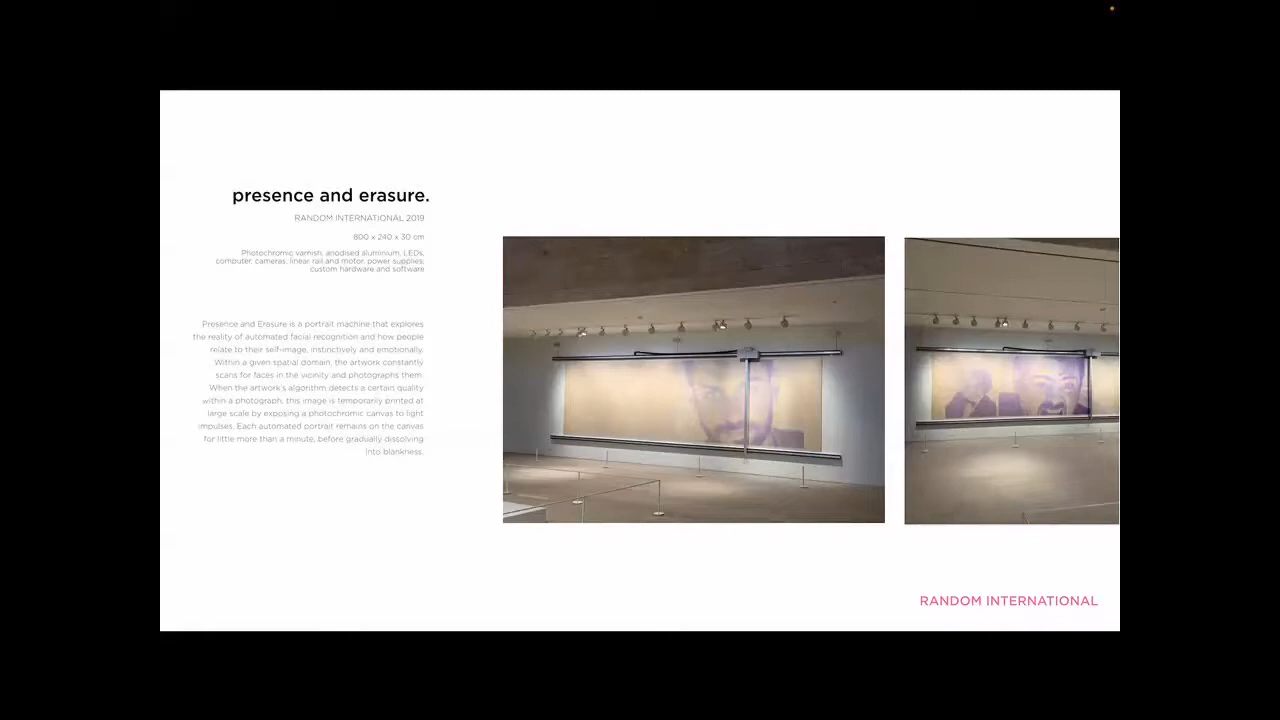 presence and erasure.
RANDOM INTERNATIONAL 2019
800 x 240 x 30 cm
Photochromic varnish, anodised aluminium, LEDs,
computer, cameras, linear rail and motor, power supplies,
custom hardware and software
Presence and Erasure is a portrait machine that explores
the reality of automated facial recognition and how people
relate to their self-image, instinctively and emotionally.
Within a given spatial domain, the artwork constantly
scans for faces in the vicinity and photographs them.
When the artwork's algorithm detects a certain quality
within a photograph, this image is temporarily printed at
large scale by exposing a photochromic canvas to light
impulses. Each automated portrait remains on the canvas
for little more than a minute, before gradually dissolving
into blankness.
RANDOM INTERNATIONAL